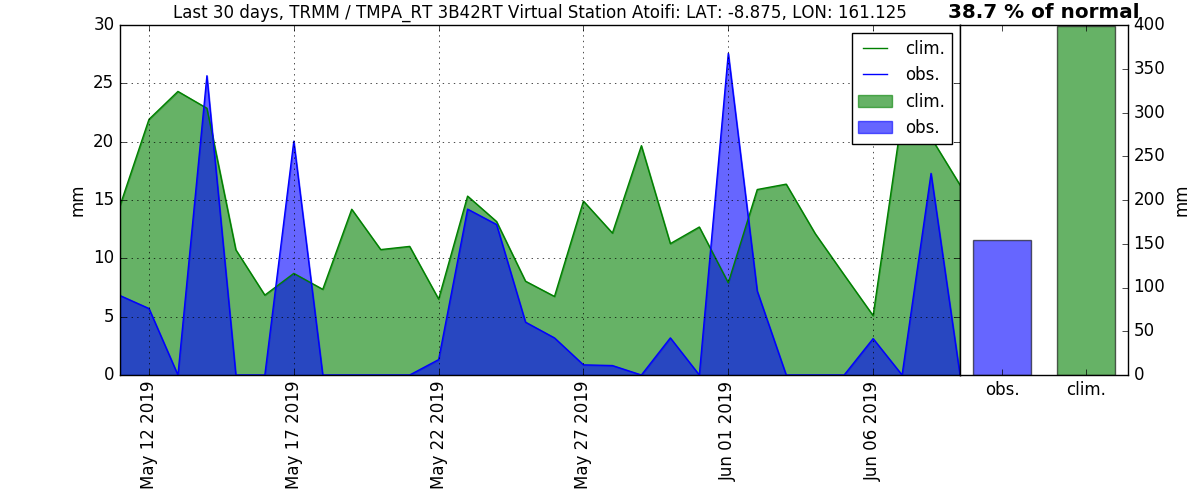 Last 30 days, TRMM / TMPA_RT 3B42RT Virtual Station Atoifi: LAT: -8.875, LON: 161.125
38.7 % of normal
30
25
20
15
10
5
0
mm
clim.
obs.
clim.
obs.
400
350
300
250
200
150
100
50
0
mm
May 12 2019
May 17 2019
May 22 2019
May 27 2019
Jun 01 2019
Jun 06 2019
obs.
clim.